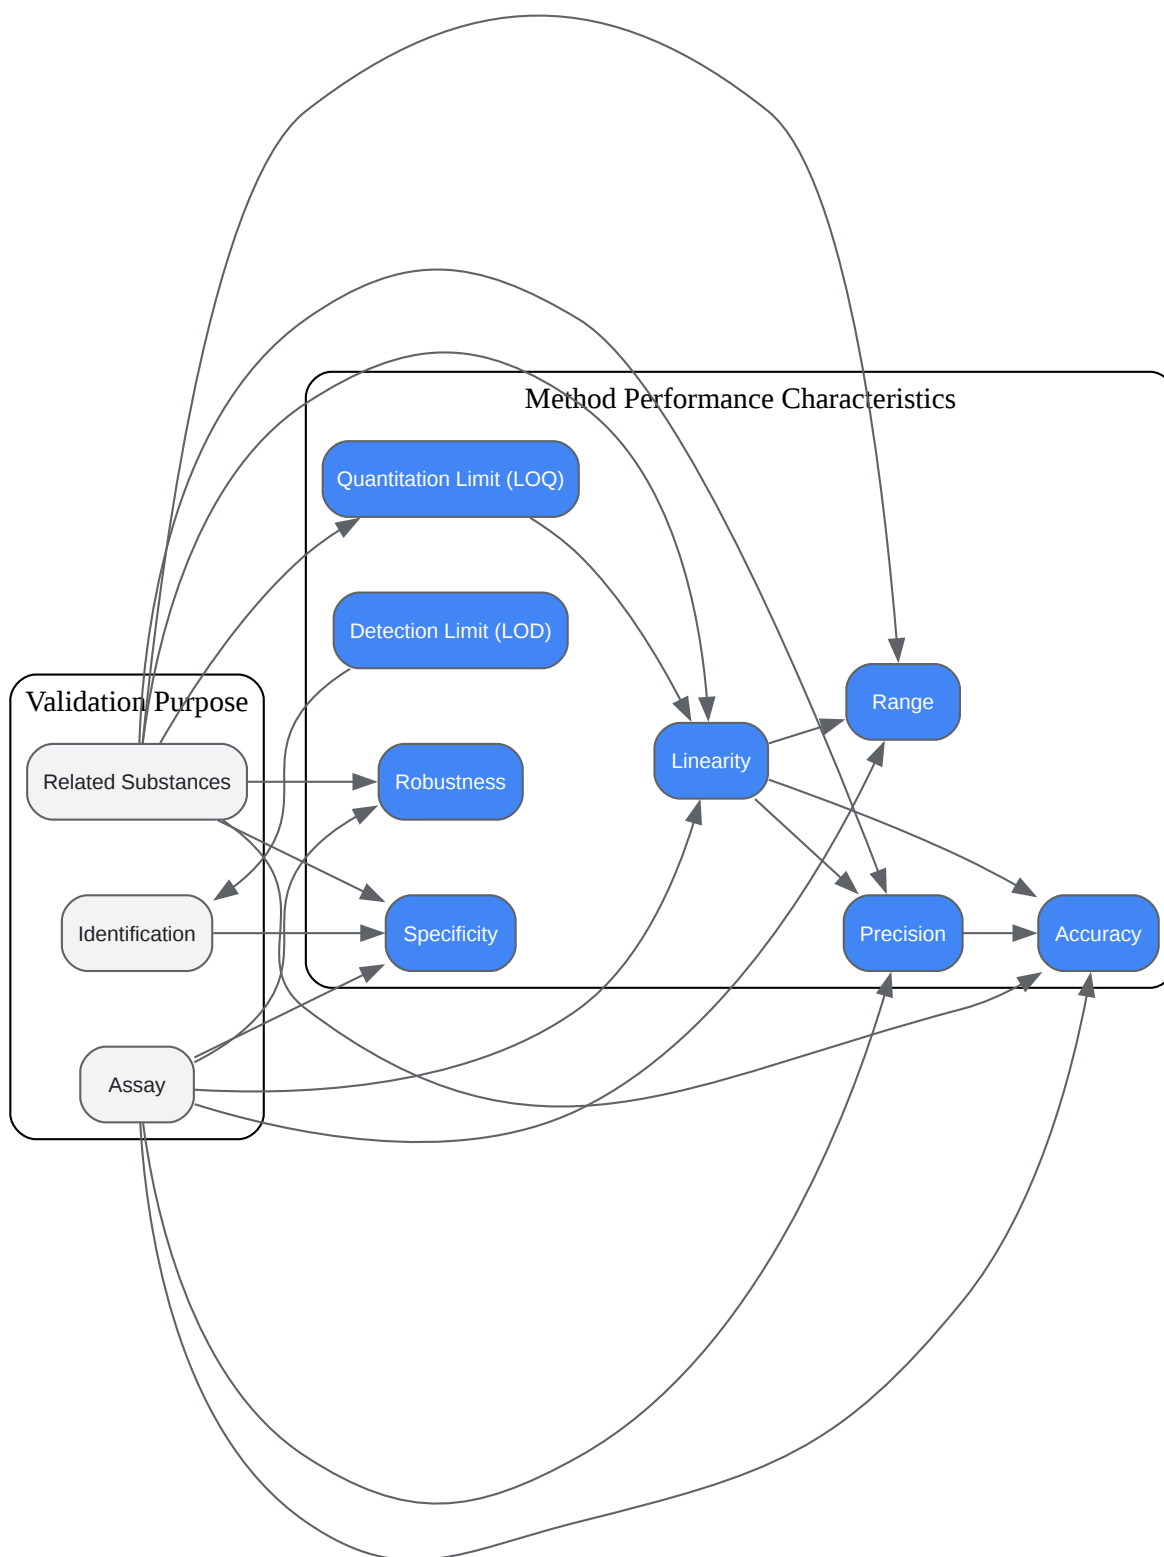 Method Performance Characteristics
Quantitation Limit (LOQ)
Detection Limit (LOD)
Validation Purpose
Related Substances
Robustness
Linearity
Range
Identification
Specificity
Precision
Accuracy
Assay